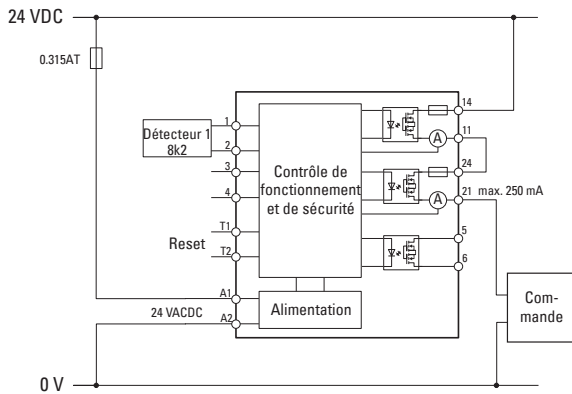 24 VDC
0.315AT
14
1
Détecteur 1
8k2
2
A
11
3
Contrôle de
fonctionnement
et de sécurité
24
4
A
21
max. 250 mA
T1
Reset
T2
5
6
A1
24 VACDC
A2
Alimentation
Com-
mande
0 V